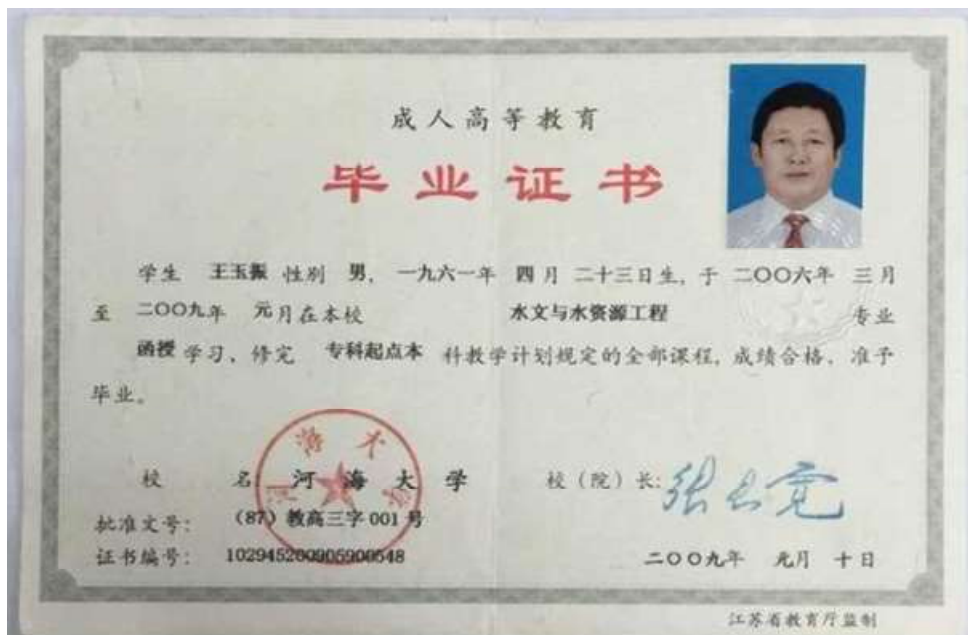 成人高等教育
毕业证书
学生 王玉振 性别 男，一九六一年 四月 二十三日生，于 二〇〇六年 三月
至 二〇〇九年 元月在本校 水文与水资源工程 专业
函授 学习，修完 专科起点本 科教学计划规定的全部课程，成绩合格，准予
毕业。
校 名：河 海 大 学 校（院）长：
河海大学
批准文号：（87）教高三字 001 号
证书编号：102945200905900548
二〇〇九年 元月 十日
江苏省教育厅监制